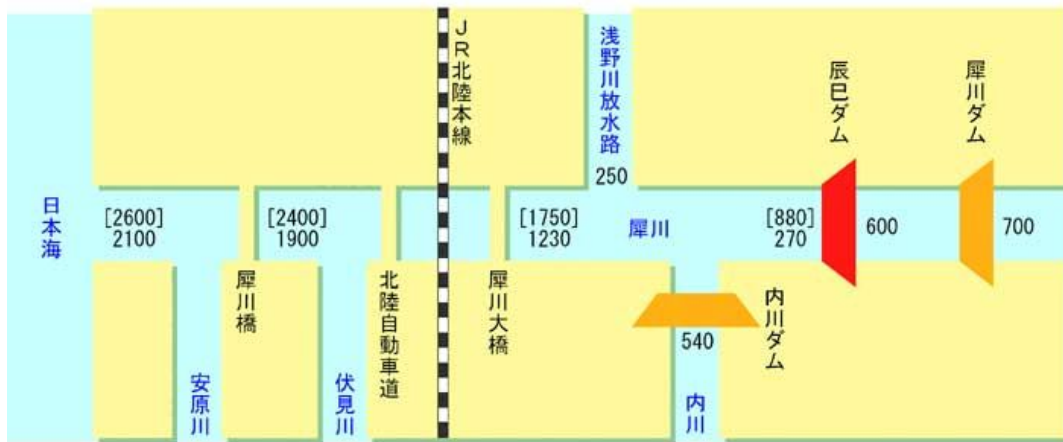 日本海
[2600]
2100
安原川
犀川橋
[2400]
1900
伏見川
北陸自動車道
JR北陸本線
犀川大橋
[1750]
1230
浅野川放水路
250
犀川
内川
540
内川ダム
[880]
270
辰巳ダム
600
犀川ダム
700